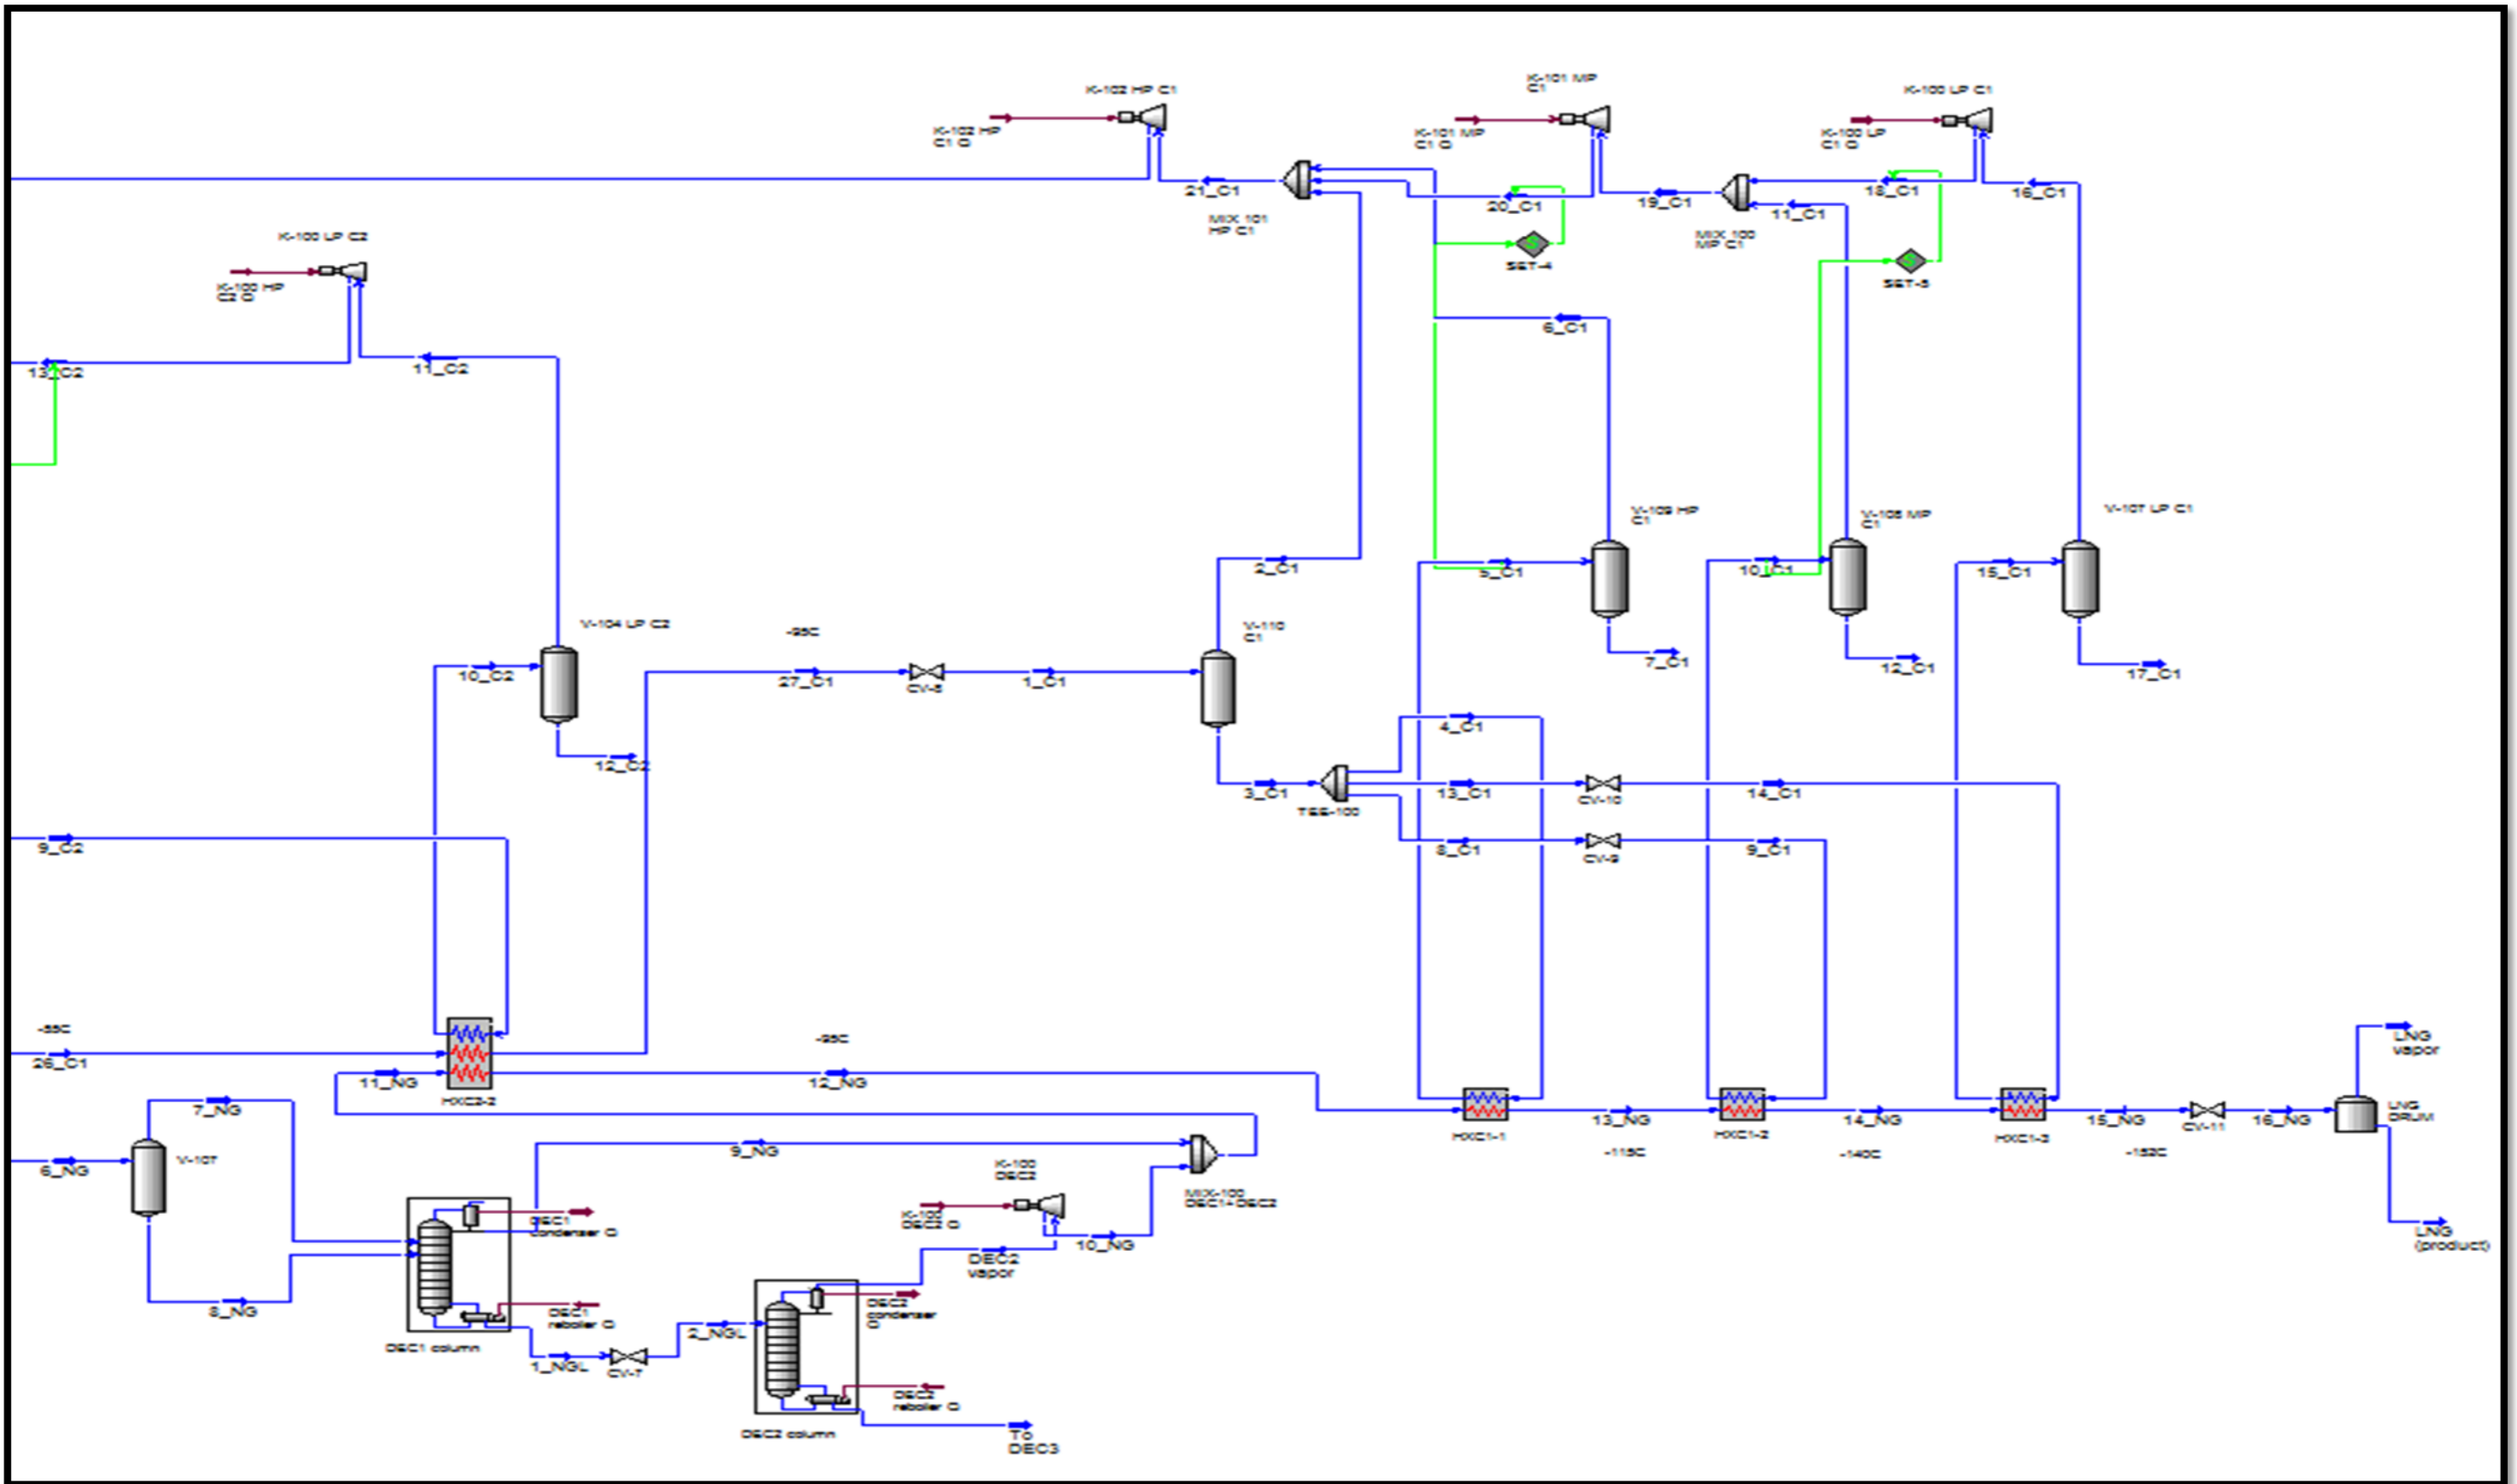 K-102 HP C1
K-101 MP
C1
K-100 LP C1
K-102 HP
C1 Q
K-101 MP
C1 Q
K-100 LP
C1 Q
21_C1
20_C1
19_C1
18_C1
16_C1
11_C1
MIX 101
HP C1
MIX 100
MP C1
SET-4
K-100 LP C2
K-100 HP
C2 Q
6_C1
13_C2
11_C2
V-109 HP
C1
V-108 MP
C1
V-107 LP C1
2_C1
5_C1
10_C1
15_C1
V-104 LP C2
-95C
V-110
C1
10_C2
27_C1
CV-8
1_C1
7_C1
12_C1
17_C1
12_C2
4_C1
3_C1
TEE-100
13_C1
CV-10
14_C1
9_C2
8_C1
CV-9
9_C1
26_C1
-95C
11_NG
12_NG
LNG
vapor
7_NG
HXC2-2
13_NG
14_NG
15_NG
CV-11
16_NG
LNG
DRUM
HXC1-1
HXC1-2
HXC1-3
-115C
-140C
6_NG
V-107
9_NG
K-100
DEC2
MIX-100
DEC1+DEC2
K-100
DEC2 Q
DEC1
condenser Q
10_NG
DEC2
vapor
LNG
(product)
8_NG
DEC1
reboiler Q
DEC2
condenser
Q
DEC1 column
1_NGL
CV-7
2_NGL
DEC2
reboiler Q
DEC2 column
To
DEC3